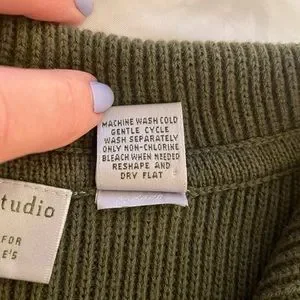 MACHINE WASH COLD
GENTLE CYCLE
WASH SEPARATELY
ONLY NON-CHLORINE
BLEACH WHEN NEEDED
RESHAPE AND
DRY FLAT
tudio
FOR
E'S